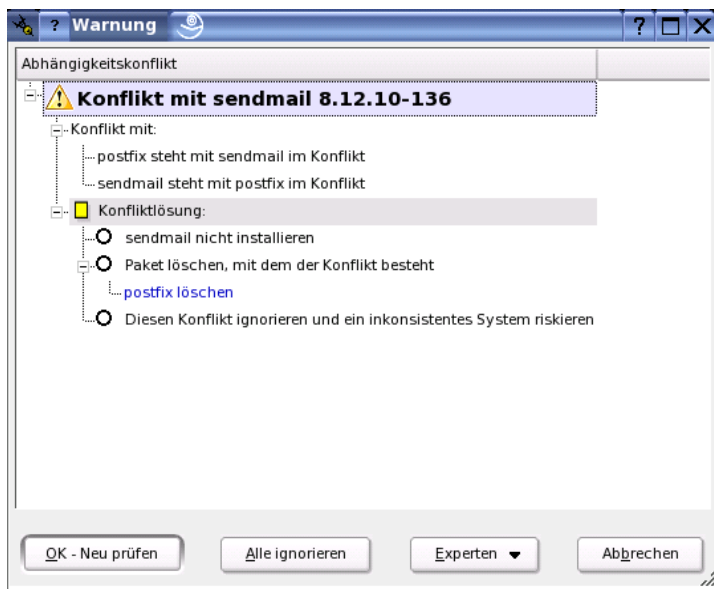 ? Warnung ?
Abhängigkeitskonflikt
Konflikt mit sendmail 8.12.10-136
Konflikt mit:
postfix steht mit sendmail im Konflikt
sendmail steht mit postfix im Konflikt
Konfliktlösung:
sendmail nicht installieren
Paket löschen, mit dem der Konflikt besteht
postfix löschen
Diesen Konflikt ignorieren und ein inkonsistentes System riskieren
OK - Neu prüfen Alle ignorieren Experten Abbrechen